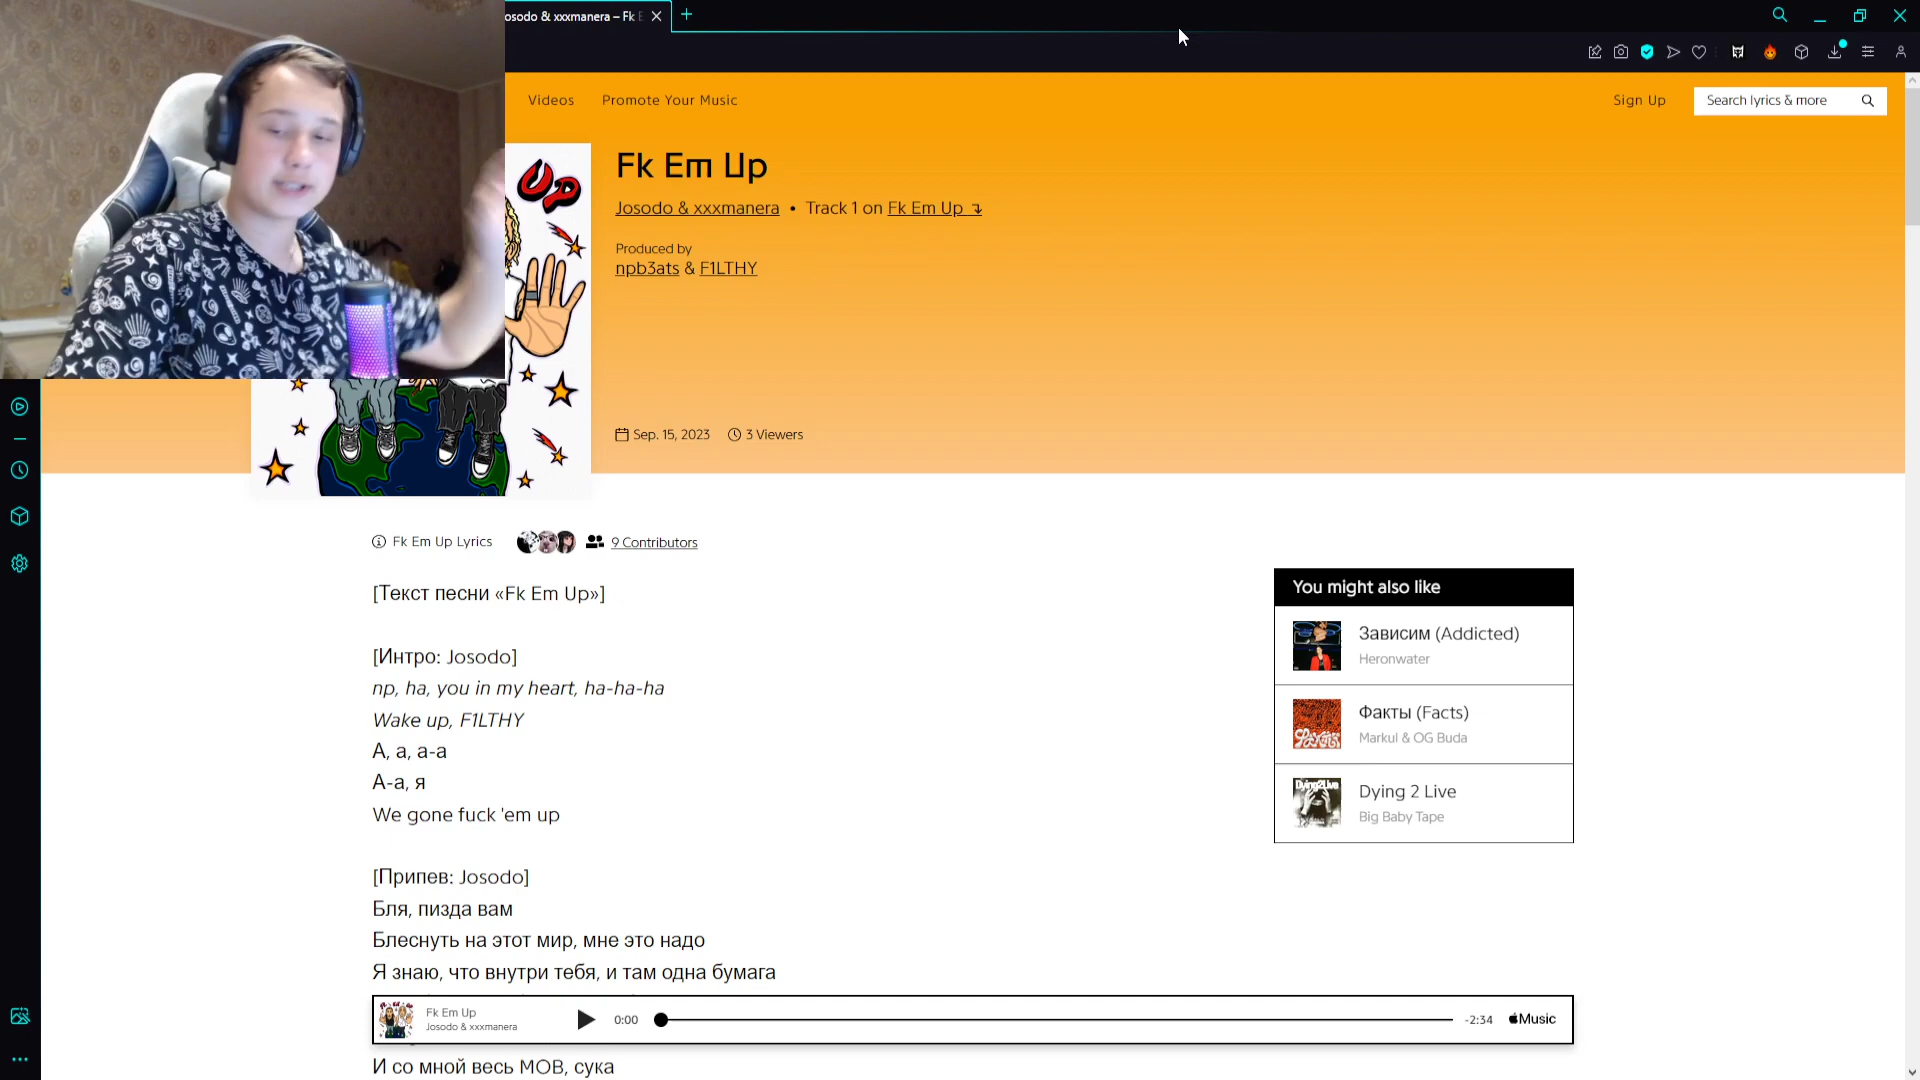 osodo & xxxmanera – Fk E
Videos
Promote Your Music
Sign Up
Search lyrics & more
UP
Fk Em Up
Josodo & xxxmanera • Track 1 on Fk Em Up
Produced by
npb3ats & F1LTHY
Sep. 15, 2023
3 Viewers
Fk Em Up Lyrics
9 Contributors
[Текст песни «Fk Em Up»]
[Интро: Josodo]
np, ha, you in my heart, ha-ha-ha
Wake up, F1LTHY
А, а, а-а
А-а, я
We gone fuck 'em up
[Припев: Josodo]
Бля, пизда вам
Блеснуть на этот мир, мне это надо
Я знаю, что внутри тебя, и там одна бумага
И со мной весь MOB, сука
You might also like
Зависим (Addicted)
Heronwater
Факты (Facts)
Markul & OG Buda
Dying2Live
Dying 2 Live
Big Baby Tape
Fk Em Up
Josodo & xxxmanera
0:00
-2:34
Music